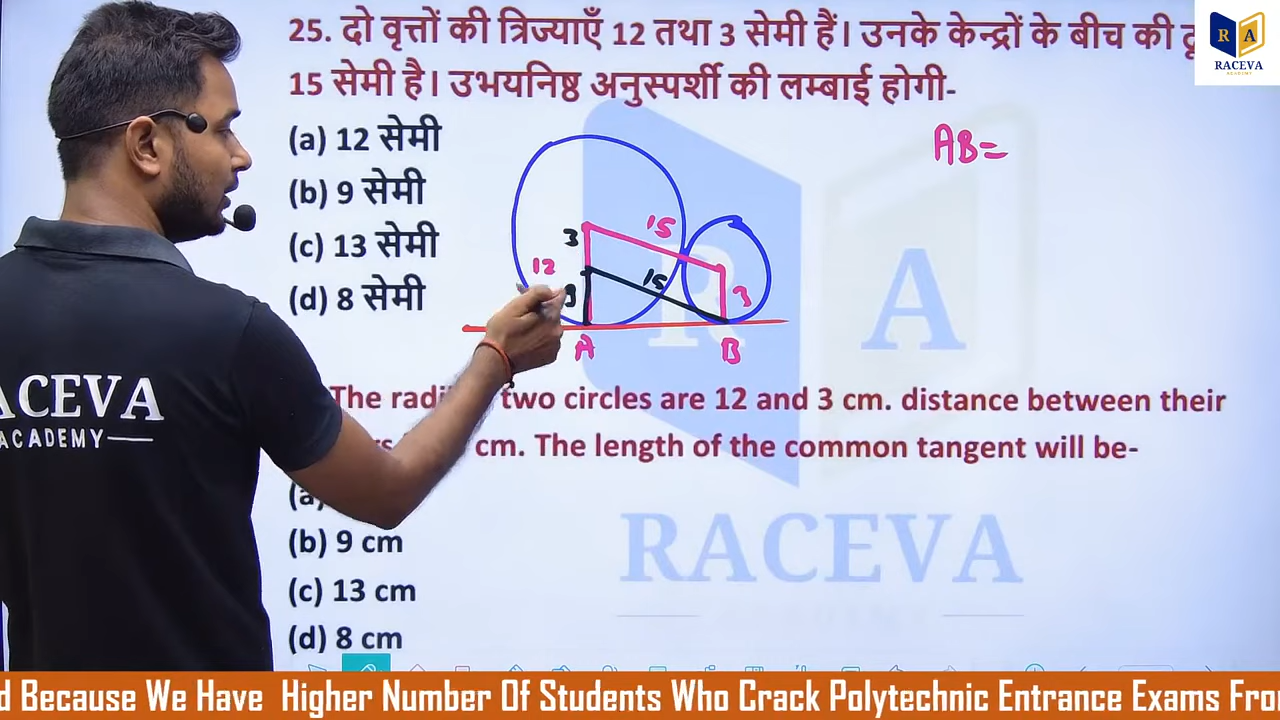 25. दो वृत्तों की त्रिज्याएँ 12 तथा 3 सेमी हैं। उनके केन्द्रों के बीच की
15 सेमी है। उभयनिष्ठ अनुस्पर्शी की लम्बाई होगी-
(a) 12 सेमी
(b) 9 सेमी
(c) 13 सेमी
(d) 8 सेमी
AB=
3
15
12
15
9
3
A
B
The radii two circles are 12 and 3 cm. distance between their
cm. The length of the common tangent will be-
(a)
(b) 9 cm
(c) 13 cm
(d) 8 cm
R A
RACEVA
ACADEMY
R A
RACEVA
RACEVA
ACADEMY
d Because We Have Higher Number Of Students Who Crack Polytechnic Entrance Exams Fro